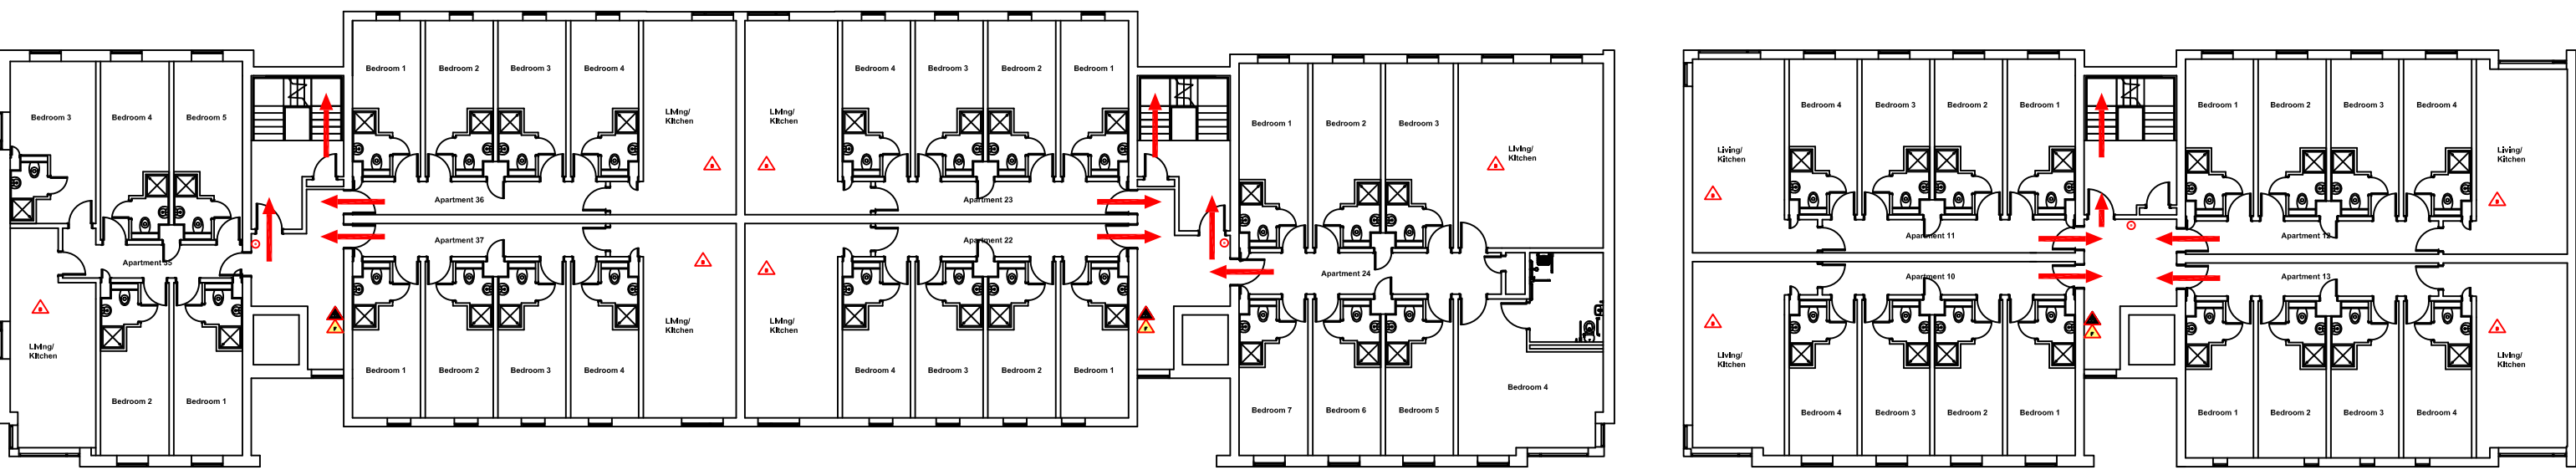 Bedroom 3
Bedroom 4
Bedroom 5
Apartment 35
Living/
Kitchen
Bedroom 2
Bedroom 1
Bedroom 1
Bedroom 2
Bedroom 3
Bedroom 4
Living/
Kitchen
Apartment 36
Apartment 37
Living/
Kitchen
Bedroom 1
Bedroom 2
Bedroom 3
Bedroom 4
Living/
Kitchen
Bedroom 4
Bedroom 3
Bedroom 2
Bedroom 1
Apartment 23
Apartment 22
Living/
Kitchen
Bedroom 4
Bedroom 3
Bedroom 2
Bedroom 1
Bedroom 1
Bedroom 2
Bedroom 3
Living/
Kitchen
Apartment 24
Bedroom 7
Bedroom 6
Bedroom 5
Bedroom 4
Living/
Kitchen
Bedroom 4
Bedroom 3
Bedroom 2
Bedroom 1
Apartment 11
Apartment 10
Living/
Kitchen
Bedroom 4
Bedroom 3
Bedroom 2
Bedroom 1
Bedroom 1
Bedroom 2
Bedroom 3
Bedroom 4
Living/
Kitchen
Apartment 12
Apartment 13
Living/
Kitchen
Bedroom 1
Bedroom 2
Bedroom 3
Bedroom 4